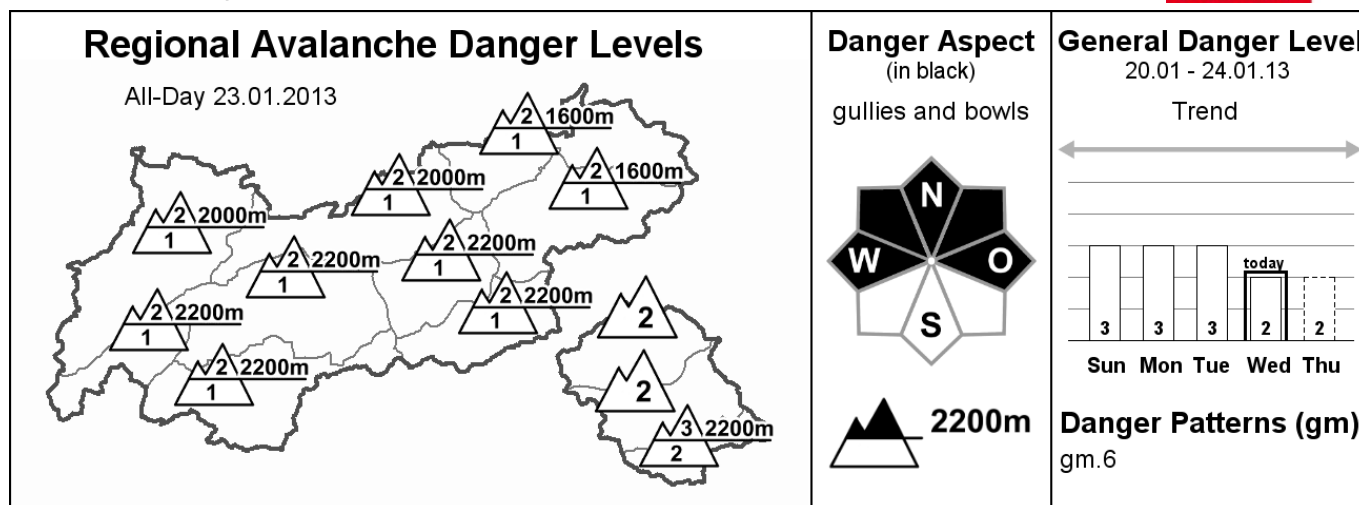 Regional Avalanche Danger Levels
All-Day 23.01.2013
2 1600m
1
2 1600m
1
2 2000m
1
2 2000m
1
2 2200m
1
2 2200m
1
2 2200m
1
2 2200m
1
2 2200m
1
2
2
3 2200m
2
Danger Aspect
(in black)
gullies and bowls
N
W O
S
2200m
General Danger Level
20.01 - 24.01.13
Trend
today
3 3 3 2 2
Sun Mon Tue Wed Thu
Danger Patterns (gm)
gm.6